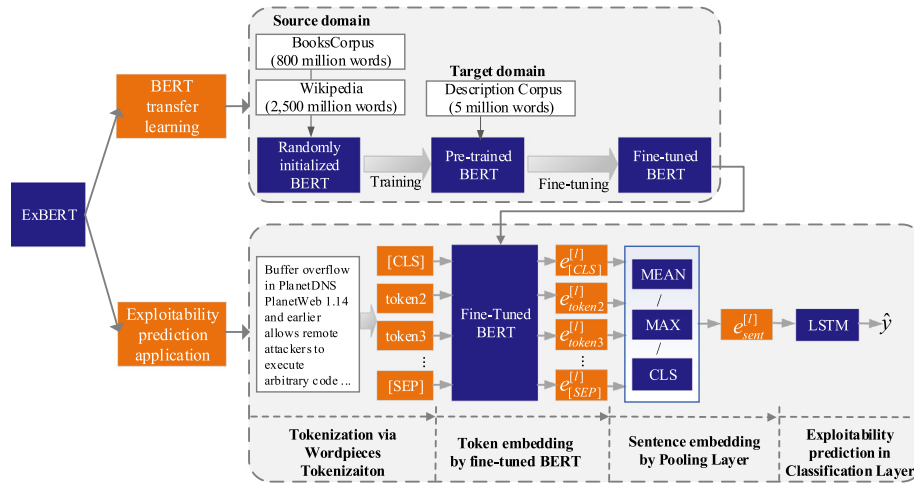 Source domain
BooksCorpus
(800 million words)
Wikipedia
(2,500 million words)
Target domain
Description Corpus
(5 million words)
BERT
transfer
learning
Randomly
initialized
BERT
Training
Pre-trained
BERT
Fine-tuning
Fine-tuned
BERT
ExBERT
Exploitability
prediction
application
Buffer overflow
in PlanetDNS
PlanetWeb 1.14
and earlier
allows remote
attackers to
execute
arbitrary code ...
[CLS]
token2
token3
...
[SEP]
Fine-Tuned
BERT
e[l][CLS]
e[l]token2
e[l]token3
...
e[l][SEP]
MEAN
/
MAX
/
CLS
e[l]sent
LSTM
ŷ
Tokenization via
Wordpieces
Tokenizaiton
Token embedding
by fine-tuned BERT
Sentence embedding
by Pooling Layer
Exploitability
prediction in
Classification Layer